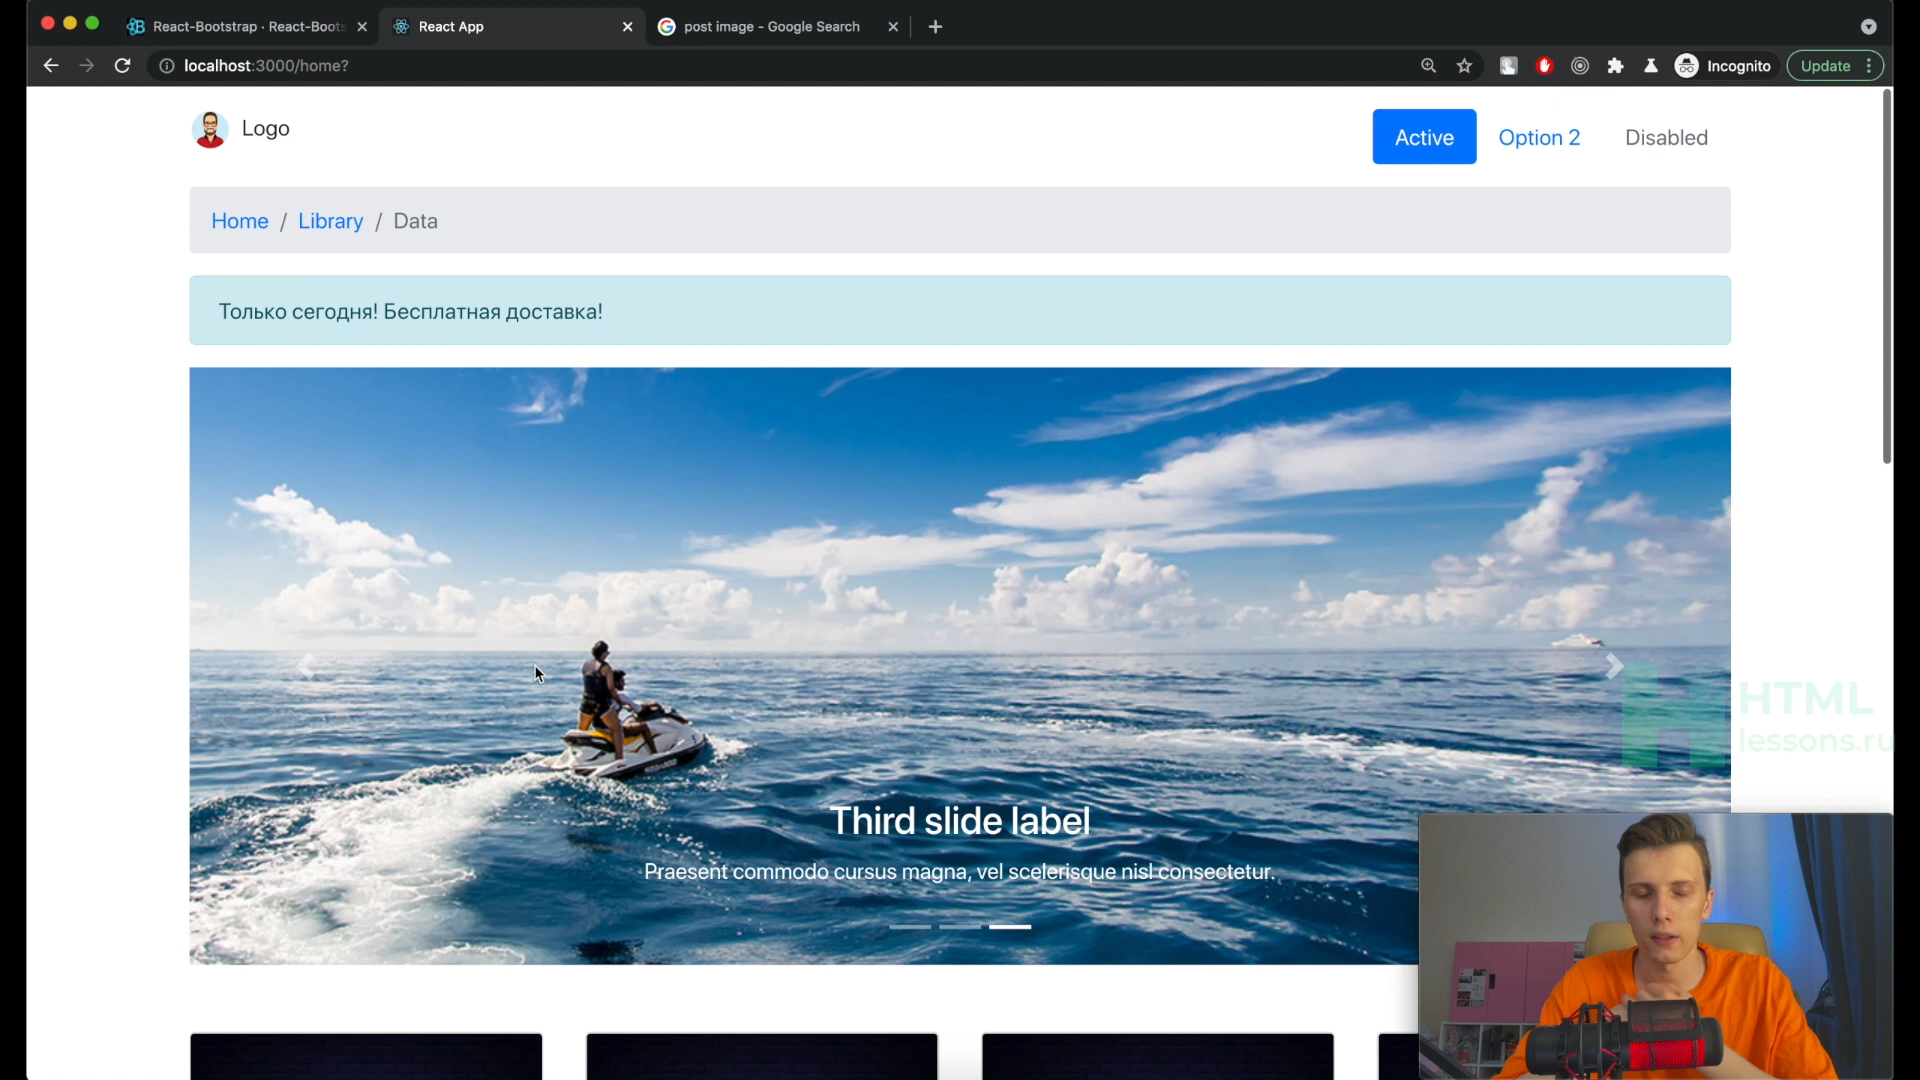 React-Bootstrap · React-Boots
React App
post image - Google Search
localhost:3000/home?
Incognito
Update
Logo
Active
Option 2
Disabled
Home / Library / Data
Только сегодня! Бесплатная доставка!
HTML
lessons.ru
Third slide label
Praesent commodo cursus magna, vel scelerisque nisl consectetur.